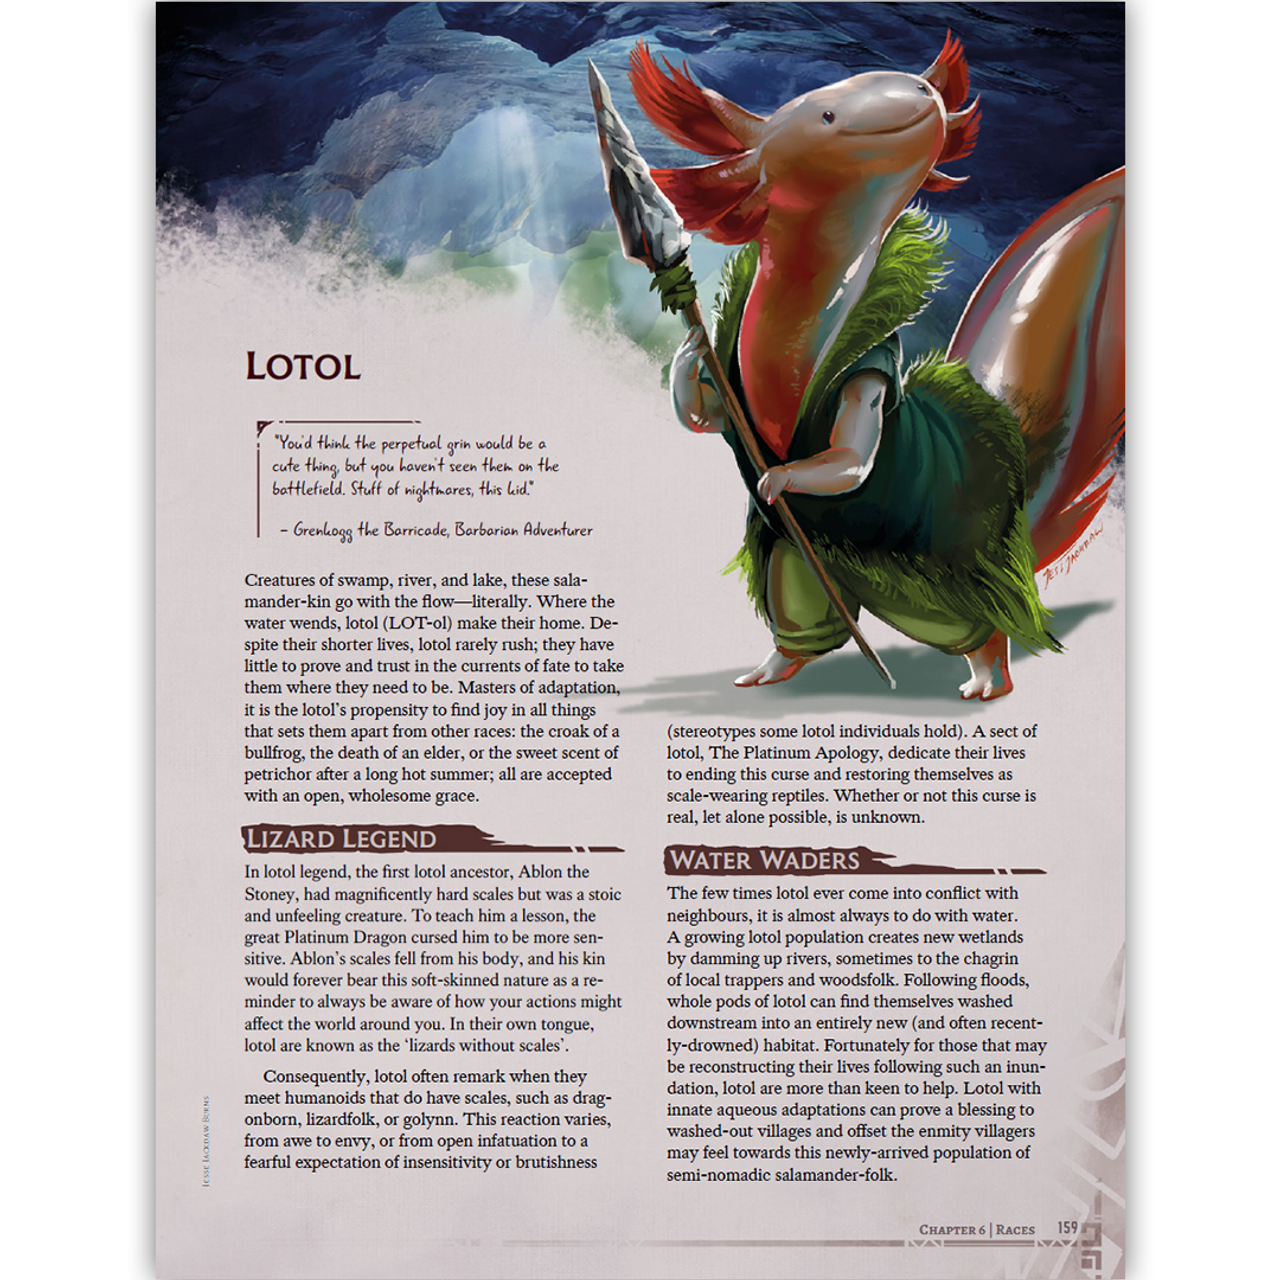 Lotol
"You'd think the perpetual grin would be a
cute thing, but you haven't seen them on the
battlefield. Stuff of nightmares, this kid."
– Grenkogg the Barricade, Barbarian Adventurer
Creatures of swamp, river, and lake, these sala-
mander-kin go with the flow—literally. Where the
water wends, lotol (LOT-ol) make their home. De-
spite their shorter lives, lotol rarely rush; they have
little to prove and trust in the currents of fate to take
them where they need to be. Masters of adaptation,
it is the lotol's propensity to find joy in all things
that sets them apart from other races: the croak of a
bullfrog, the death of an elder, or the sweet scent of
petrichor after a long hot summer; all are accepted
with an open, wholesome grace.
Lizard Legend
In lotol legend, the first lotol ancestor, Ablon the
Stoney, had magnificently hard scales but was a stoic
and unfeeling creature. To teach him a lesson, the
great Platinum Dragon cursed him to be more sen-
sitive. Ablon's scales fell from his body, and his kin
would forever bear this soft-skinned nature as a re-
minder to always be aware of how your actions might
affect the world around you. In their own tongue,
lotol are known as the 'lizards without scales'.
Consequently, lotol often remark when they
meet humanoids that do have scales, such as drag-
onborn, lizardfolk, or golynn. This reaction varies,
from awe to envy, or from open infatuation to a
fearful expectation of insensitivity or brutishness
(stereotypes some lotol individuals hold). A sect of
lotol, The Platinum Apology, dedicate their lives
to ending this curse and restoring themselves as
scale-wearing reptiles. Whether or not this curse is
real, let alone possible, is unknown.
Water Waders
The few times lotol ever come into conflict with
neighbours, it is almost always to do with water.
A growing lotol population creates new wetlands
by damming up rivers, sometimes to the chagrin
of local trappers and woodsfolk. Following floods,
whole pods of lotol can find themselves washed
downstream into an entirely new (and often recent-
ly-drowned) habitat. Fortunately for those that may
be reconstructing their lives following such an inun-
dation, lotol are more than keen to help. Lotol with
innate aqueous adaptations can prove a blessing to
washed-out villages and offset the enmity villagers
may feel towards this newly-arrived population of
semi-nomadic salamander-folk.
Jess Jackdaw
Jesse Jackdaw Burns
Chapter 6 | Races 159